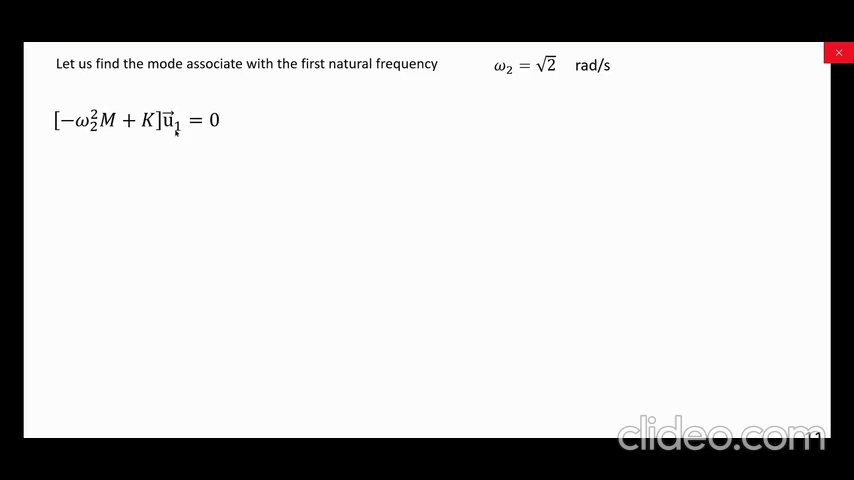 Let us find the mode associate with the first natural frequency ω₂ = √2 rad/s
[−ω₂²M + K]u⃗₁ = 0
clideo.com
11